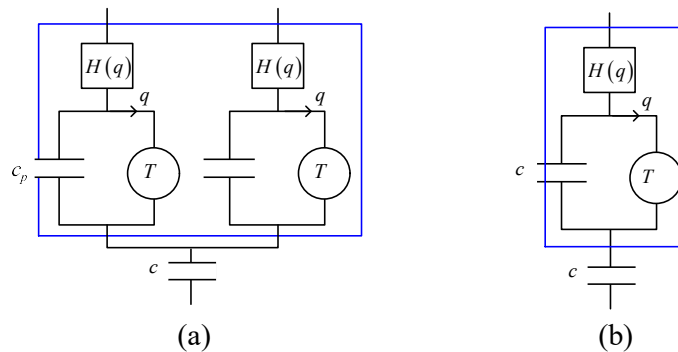 H(q) H(q) H(q)
q q q
c_p T T c T
c c
(a) (b)